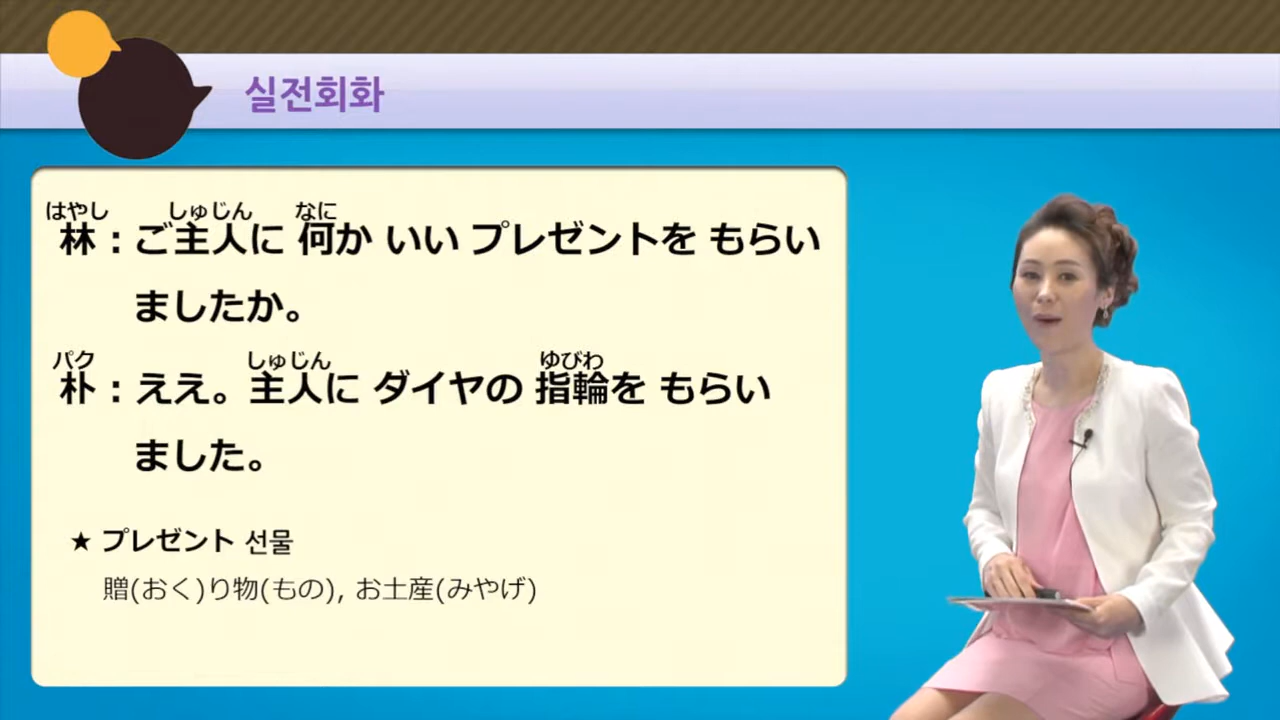 실전회화
はやし しゅじん なに
林 : ご主人に 何か いい プレゼントを もらい
ましたか。
パク しゅじん ゆびわ
朴 : ええ。主人に ダイヤの 指輪を もらい
ました。
★ プレゼント 선물
贈(おく)り物(もの), お土産(みやげ)